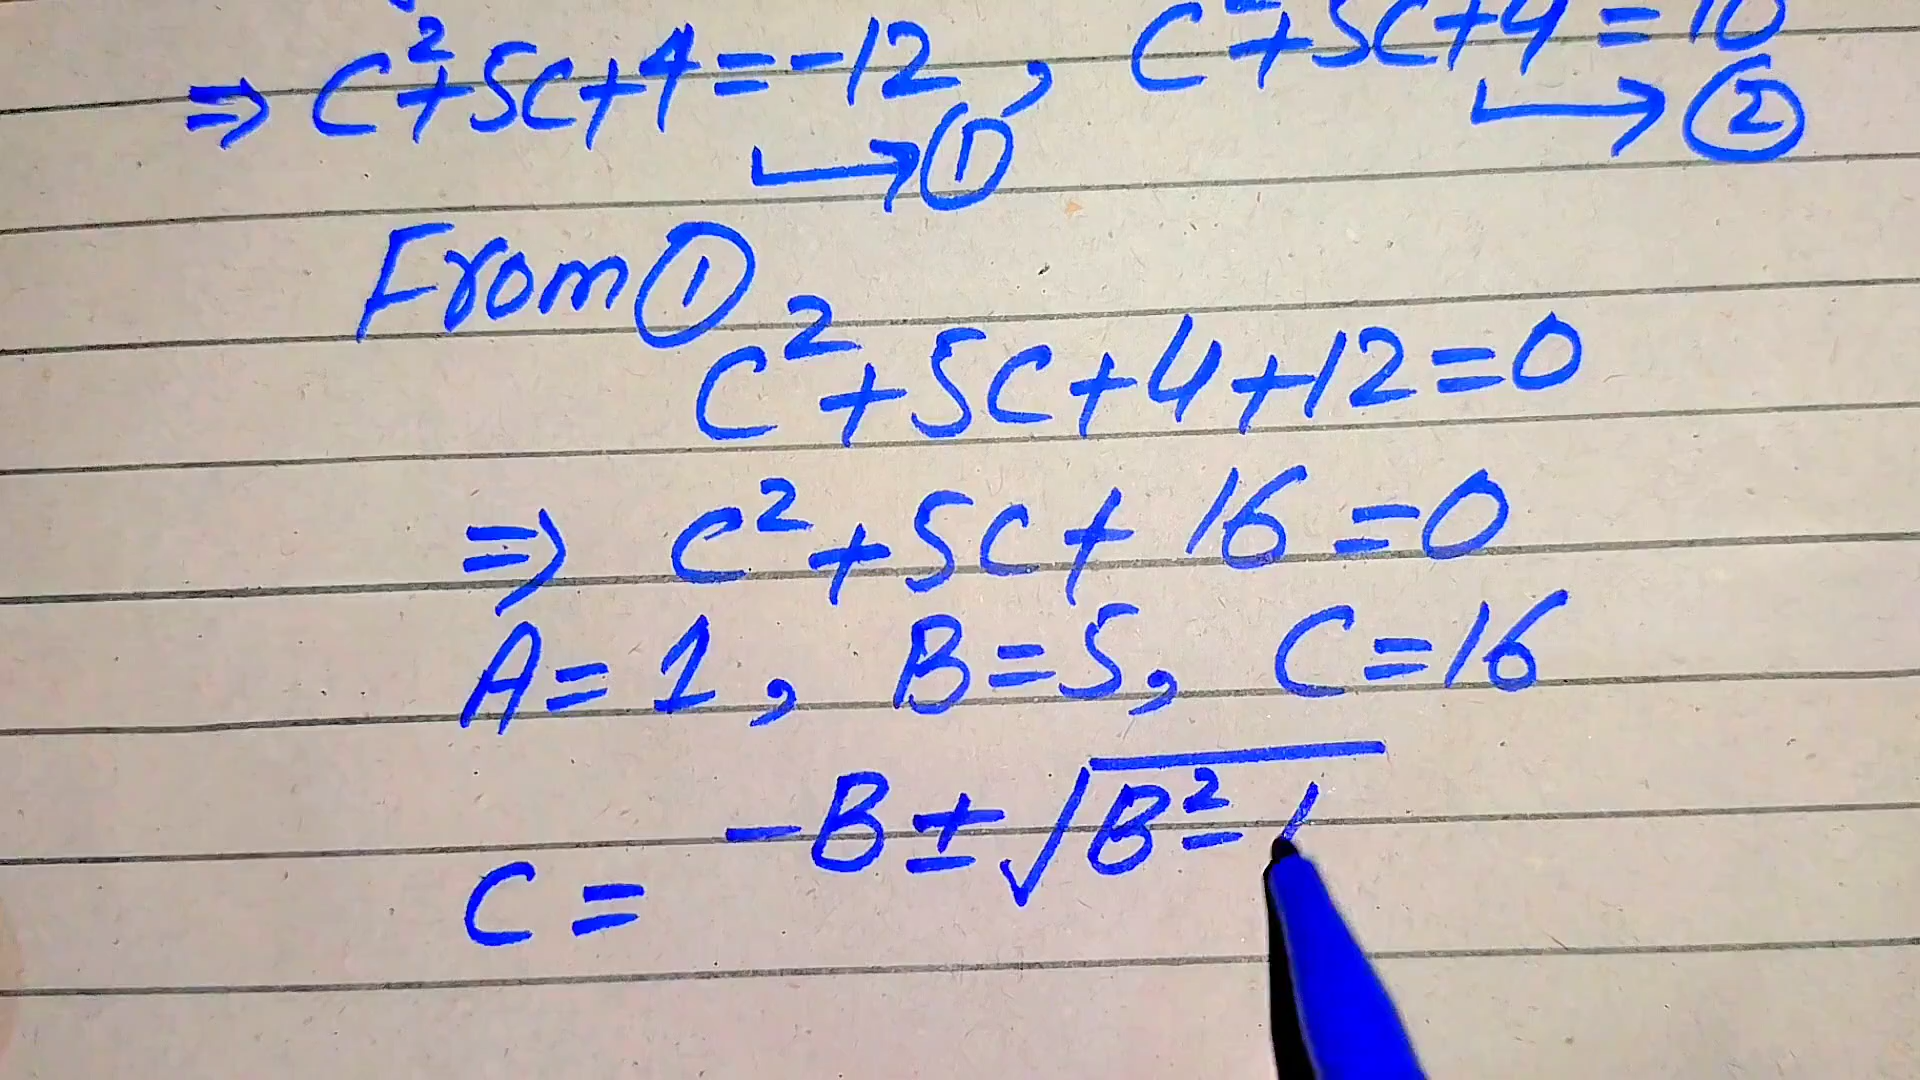 ⇒ C²+5C+4=-12, C²+5C+4=10
→ ① → ②
From ①
C²+5C+4+12=0
⇒ C²+5C+16=0
A=1, B=5, C=16
C= -B±√B²-